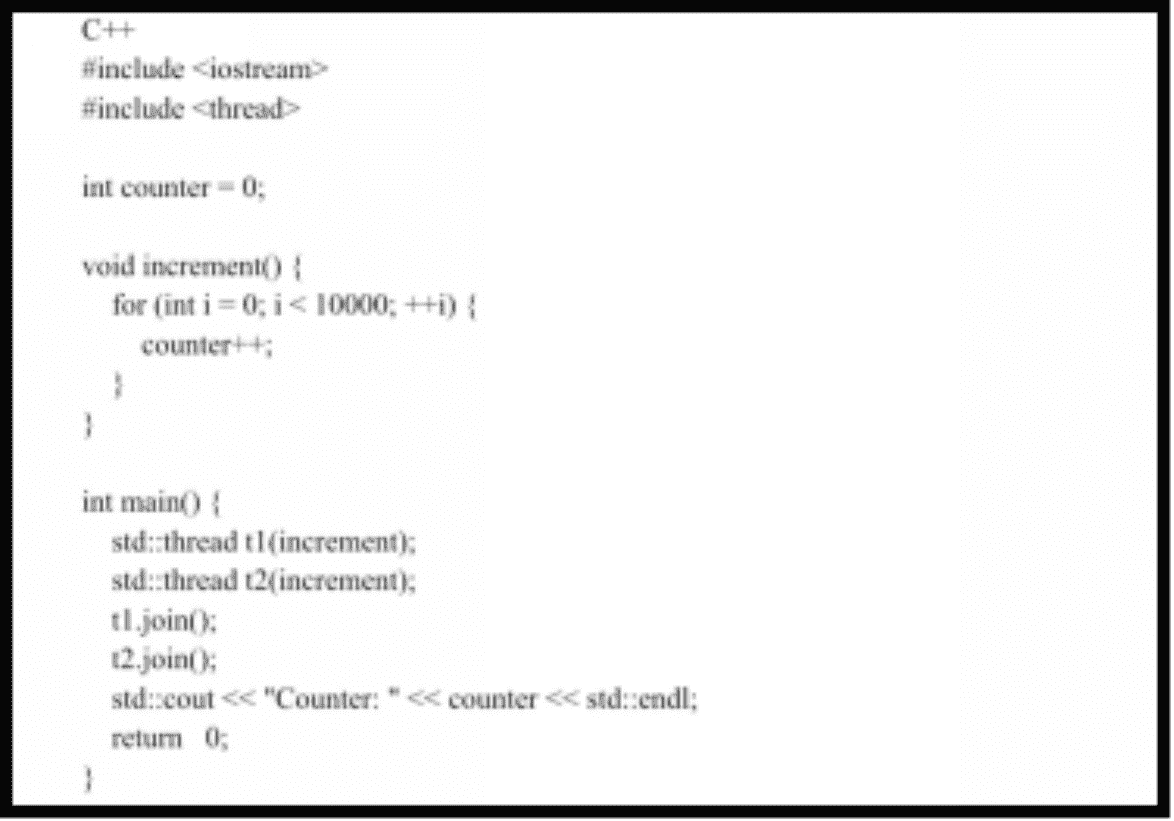 C++
#include <iostream>
#include <thread>
int counter = 0;
void increment() {
for (int i = 0; i < 10000; ++i) {
counter++;
}
}
int main() {
std::thread t1(increment);
std::thread t2(increment);
t1.join();
t2.join();
std::cout << "Counter: " << counter << std::endl;
return 0;
}